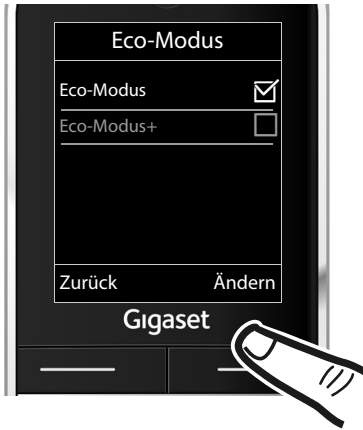 Eco-Modus
Eco-Modus
Eco-Modus+
Zurück Ändern
Gigaset